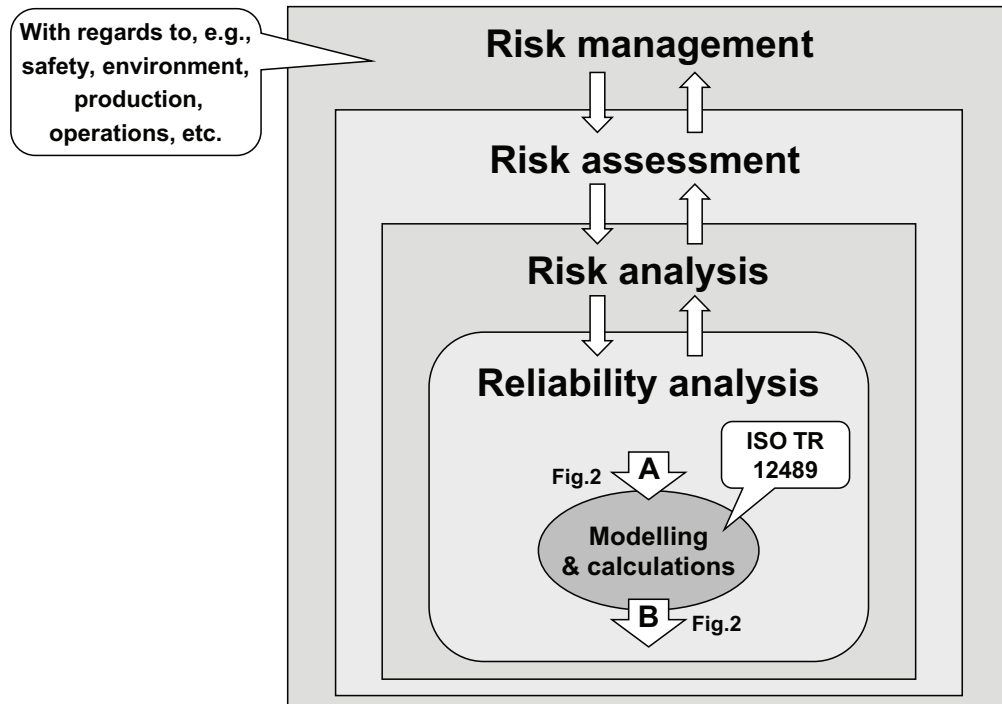 With regards to, e.g.,
safety, environment,
production,
operations, etc.
Risk management
Risk assessment
Risk analysis
Reliability analysis
ISO TR
12489
A
Fig.2
Modelling
& calculations
B
Fig.2